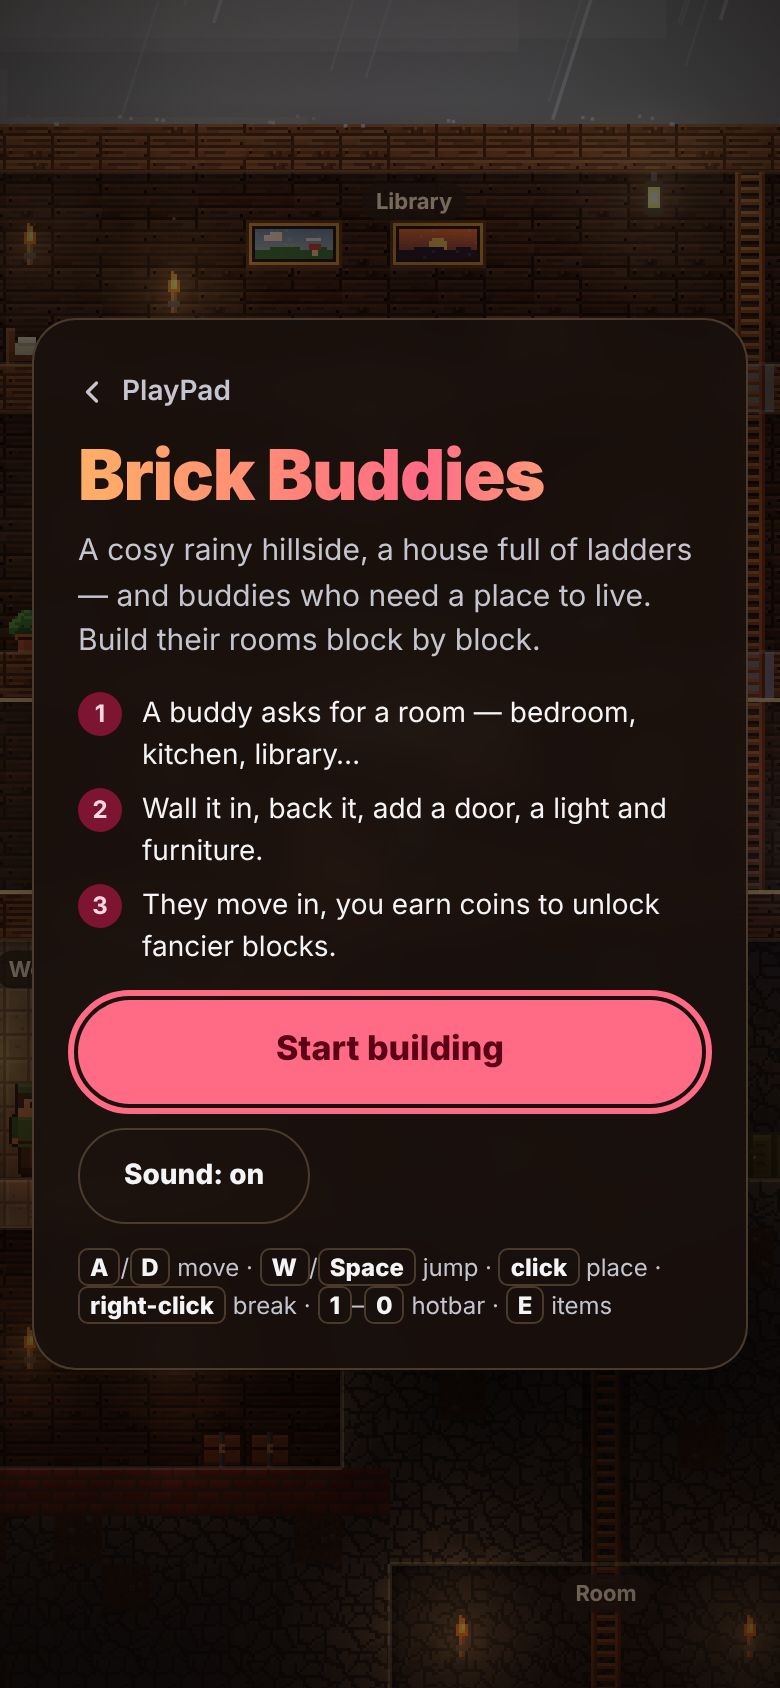 Library
PlayPad
Brick Buddies
A cosy rainy hillside, a house full of ladders
— and buddies who need a place to live.
Build their rooms block by block.
1 A buddy asks for a room — bedroom,
kitchen, library...
2 Wall it in, back it, add a door, a light and
furniture.
3 They move in, you earn coins to unlock
fancier blocks.
Start building
Sound: on
A/D move · W/Space jump · click place ·
right-click break · 1–0 hotbar · E items
Room